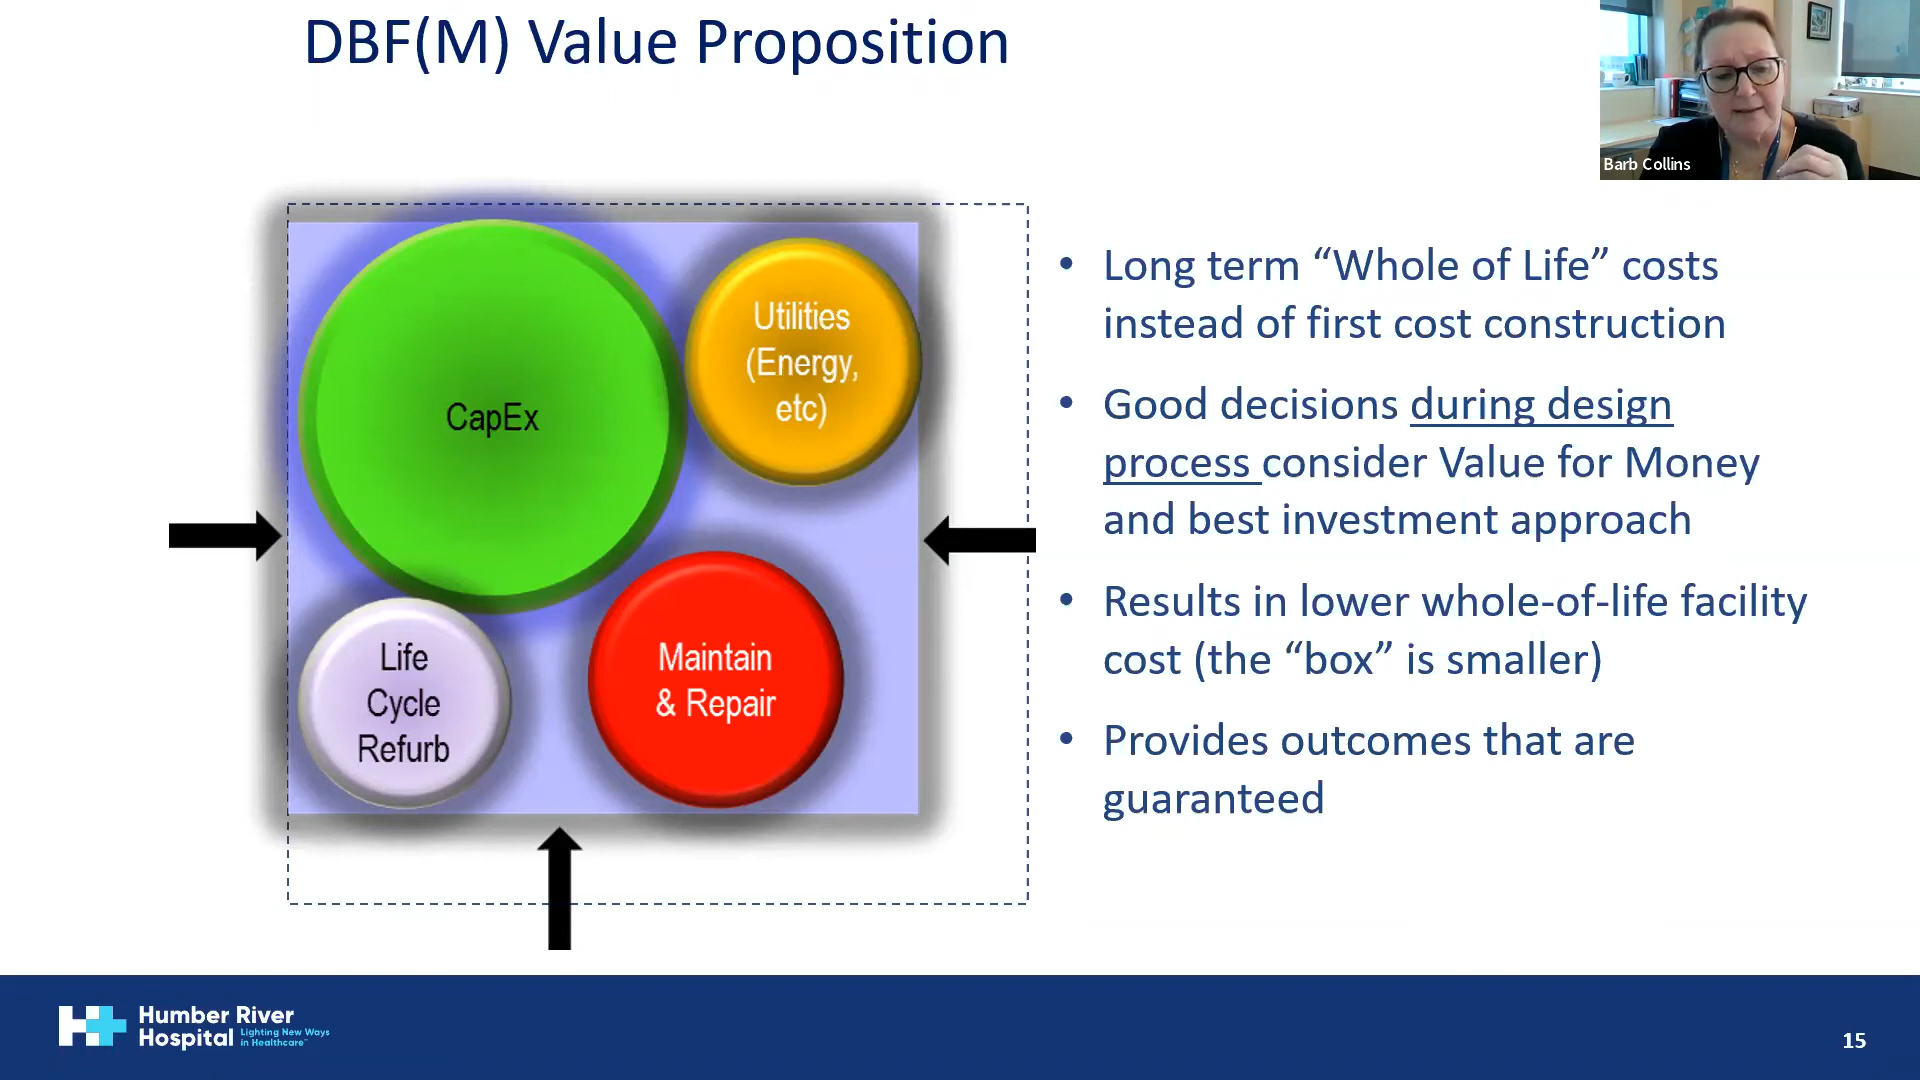 DBF(M) Value Proposition
Barb Collins
CapEx
Utilities
(Energy,
etc)
Life
Cycle
Refurb
Maintain
& Repair
• Long term “Whole of Life” costs
instead of first cost construction
• Good decisions during design
process consider Value for Money
and best investment approach
• Results in lower whole-of-life facility
cost (the “box” is smaller)
• Provides outcomes that are
guaranteed
Humber River
Hospital
Lighting New Ways
in Healthcare™
15